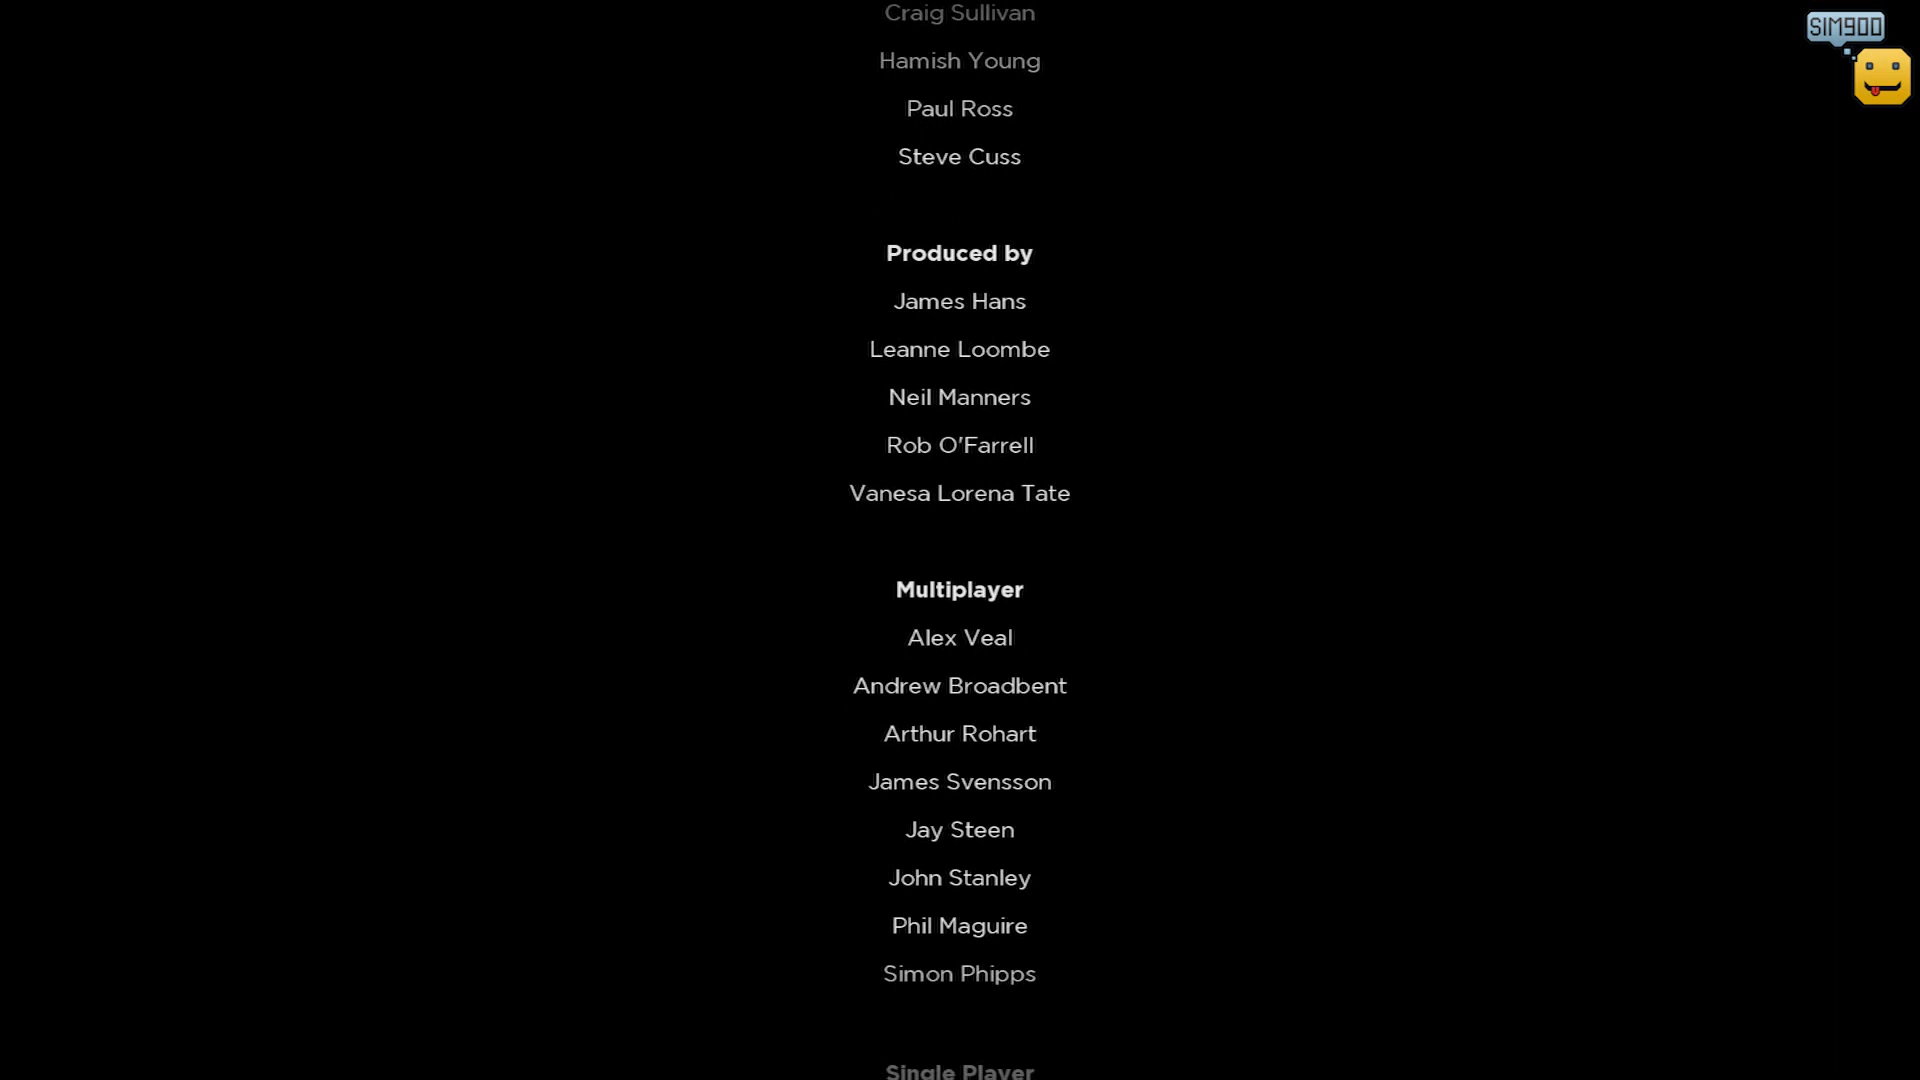 Craig Sullivan
SIM900
Hamish Young
Paul Ross
Steve Cuss
Produced by
James Hans
Leanne Loombe
Neil Manners
Rob O'Farrell
Vanesa Lorena Tate
Multiplayer
Alex Veal
Andrew Broadbent
Arthur Rohart
James Svensson
Jay Steen
John Stanley
Phil Maguire
Simon Phipps
Single Player